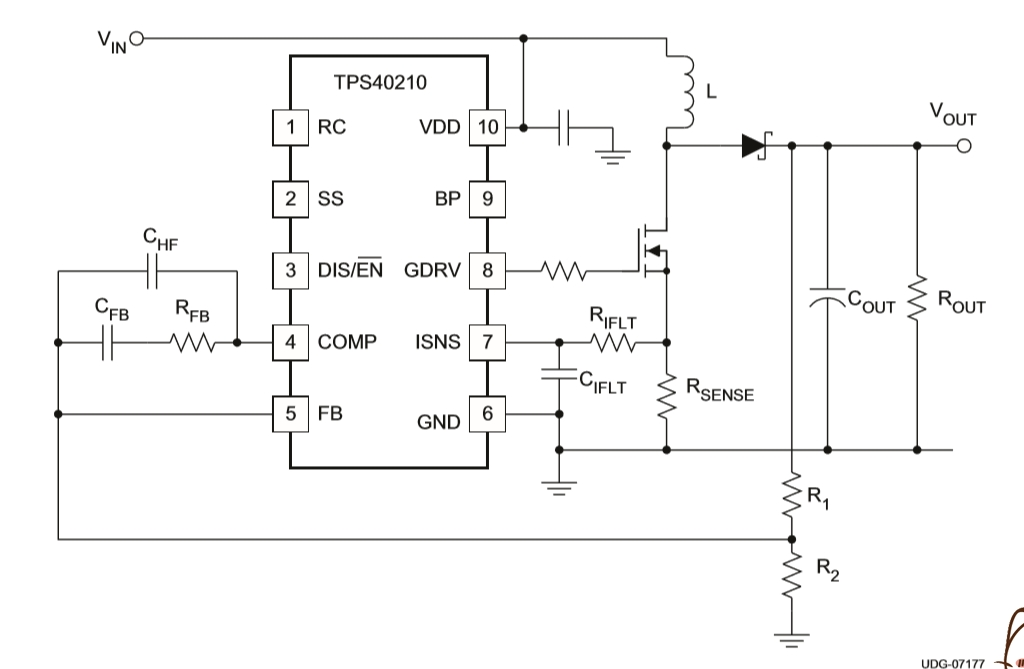 VIN
TPS40210
L
VOUT
1 RC VDD 10
2 SS BP 9
CHF
3 DIS/EN GDRV 8
CFB RFB
RIFLT
COUT ROUT
4 COMP ISNS 7
CIFLT
RSENSE
5 FB GND 6
R1
R2
UDG-07177